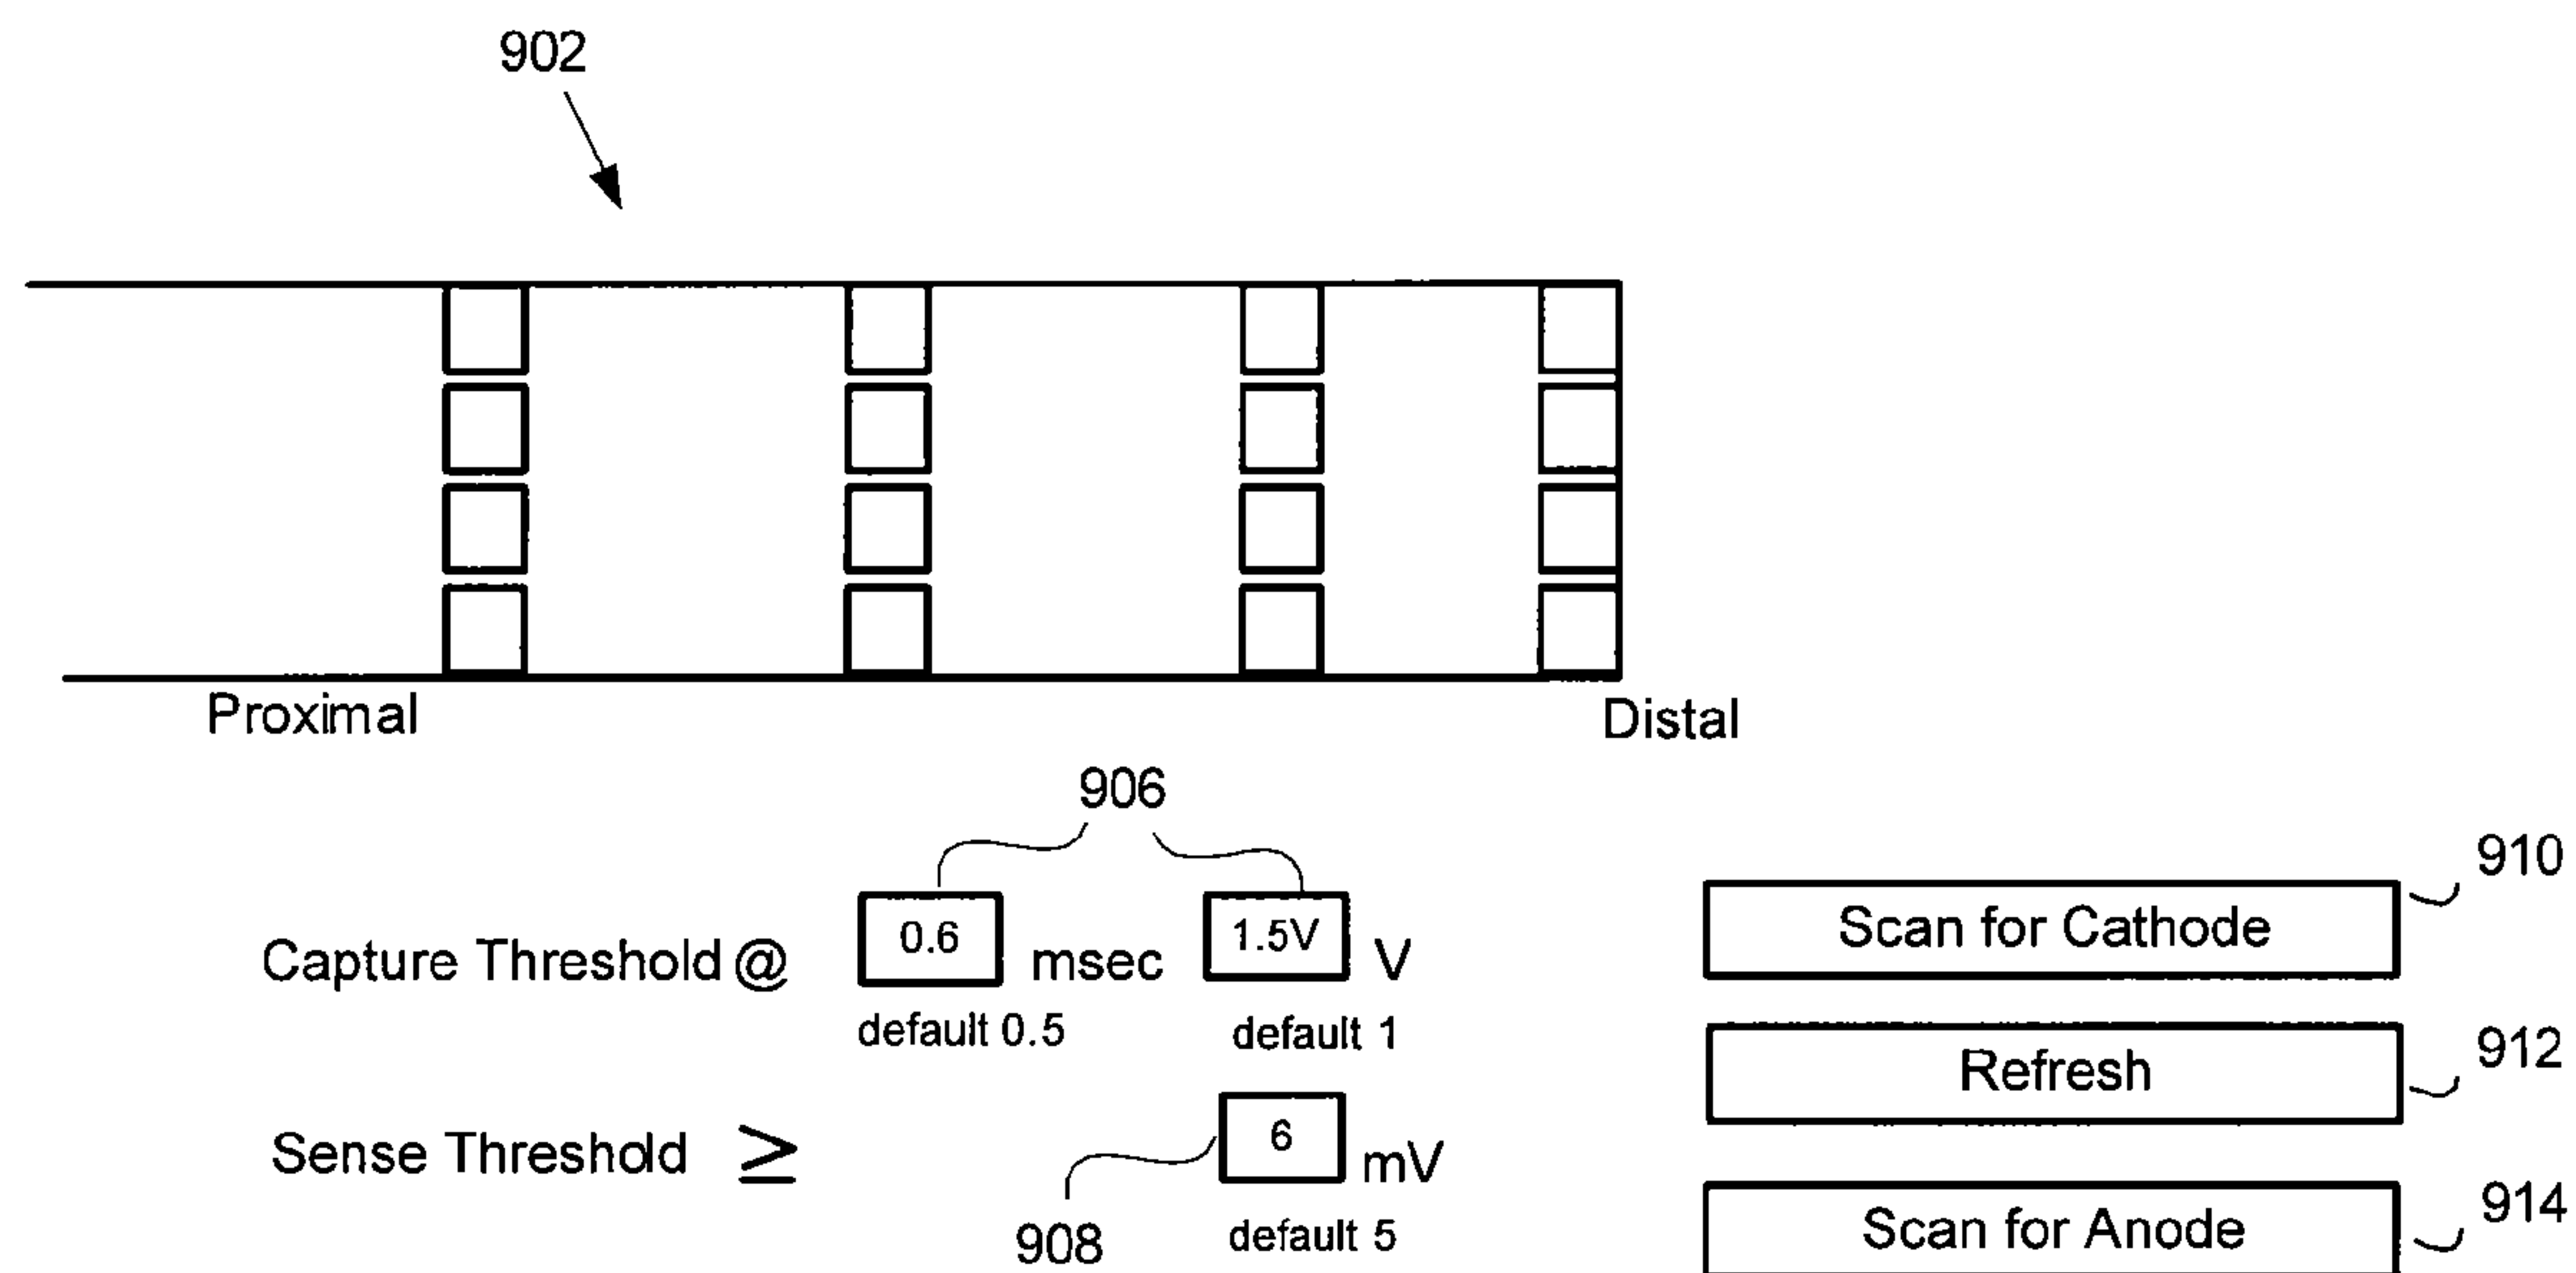 902
Proximal
Distal
906
910
Capture Threshold @ 0.6 msec 1.5V V
Scan for Cathode
default 0.5 default 1
912
Refresh
Sense Threshold ≥ 6 mV
908
default 5
914
Scan for Anode